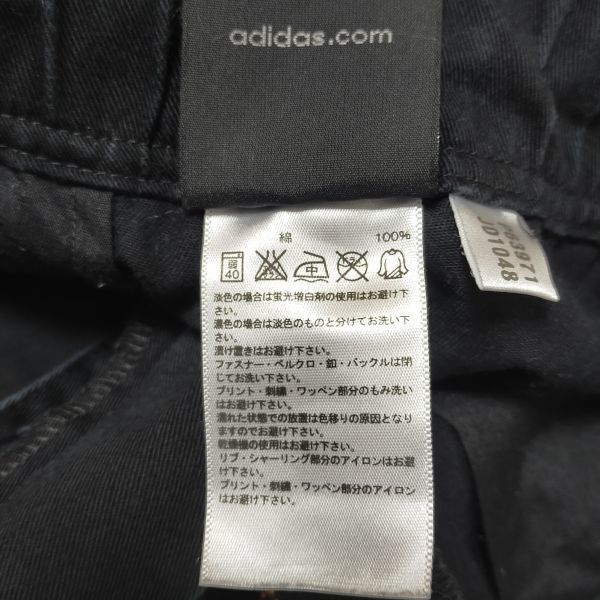 adidas.com
綿 100%
弱
40
中
淡色の場合は蛍光増白剤の使用はお避け下
さい。
濃色の場合は淡色のものと分けてお洗い下
さい。
漬け置きはお避け下さい。
ファスナー・ベルクロ・釦・バックルは閉
じてお洗い下さい。
プリント・刺繍・ワッペン部分のもみ洗い
はお避け下さい。
濡れた状態での放置は色移りの原因となり
ますのでお避け下さい。
乾燥機の使用はお避け下さい。
リブ・シャーリング部分のアイロンはお避
け下さい。
プリント・刺繍・ワッペン部分のアイロン
はお避け下さい。
JD1048